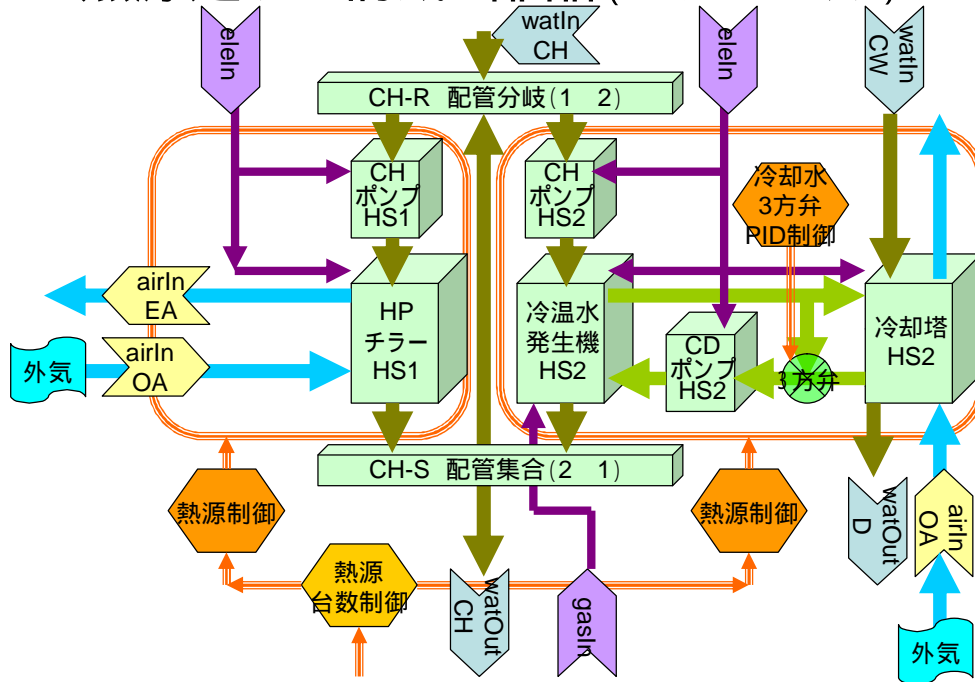 eleIn
watIn
CH
eleIn
watIn
CW
CH-R 配管分岐(1 2)
CH
ポンプ
HS1
CH
ポンプ
HS2
冷却水
3方弁
PID制御
airIn
EA
HP
チラー
HS1
冷温水
発生機
HS2
冷却塔
HS2
外気
airIn
OA
CD
ポンプ
HS2
3方弁
CH-S 配管集合(2 1)
熱源制御
熱源制御
watOut
D
airIn
OA
熱源
台数制御
watOut
CH
gasIn
外気